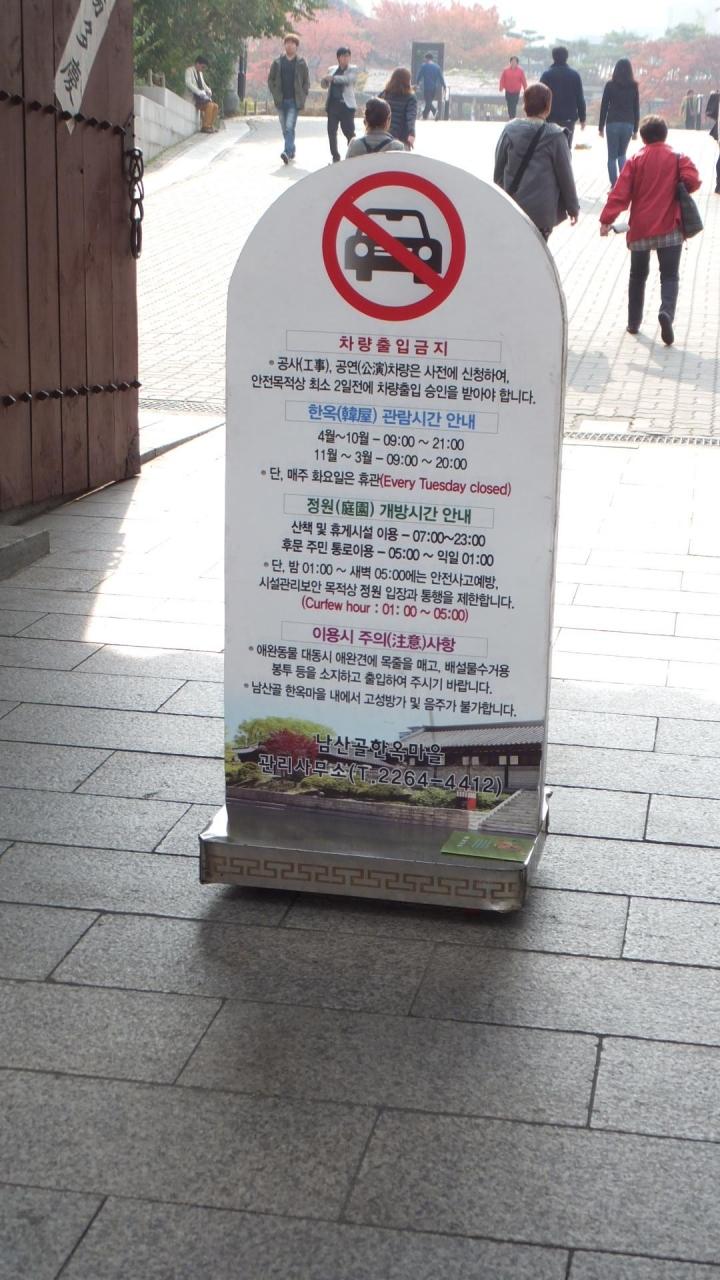 차량출입금지
• 공사(工事), 공연(公演)차량은 사전에 신청하여,
안전목적상 최소 2일전에 차량출입 승인을 받아야 합니다.
한옥(韓屋) 관람시간 안내
4월~10월 – 09:00 ~ 21:00
11월 ~ 3월 – 09:00 ~ 20:00
• 단, 매주 화요일은 휴관(Every Tuesday closed)
정원(庭園) 개방시간 안내
산책 및 휴게시설 이용 – 07:00~23:00
후문 주민 통로이용 – 05:00 ~ 익일 01:00
• 단, 밤 01:00 ~ 새벽 05:00에는 안전사고예방,
시설관리보안 목적상 정원 입장과 통행을 제한합니다.
(Curfew hour : 01: 00 ~ 05:00)
이용시 주의(注意)사항
• 애완동물 대동시 애완견에 목줄을 매고, 배설물수거용
봉투 등을 소지하고 출입하여 주시기 바랍니다.
• 남산골 한옥마을 내에서 고성방가 및 음주가 불가합니다.
남산골한옥마을
관리사무소(T.2264-4412)